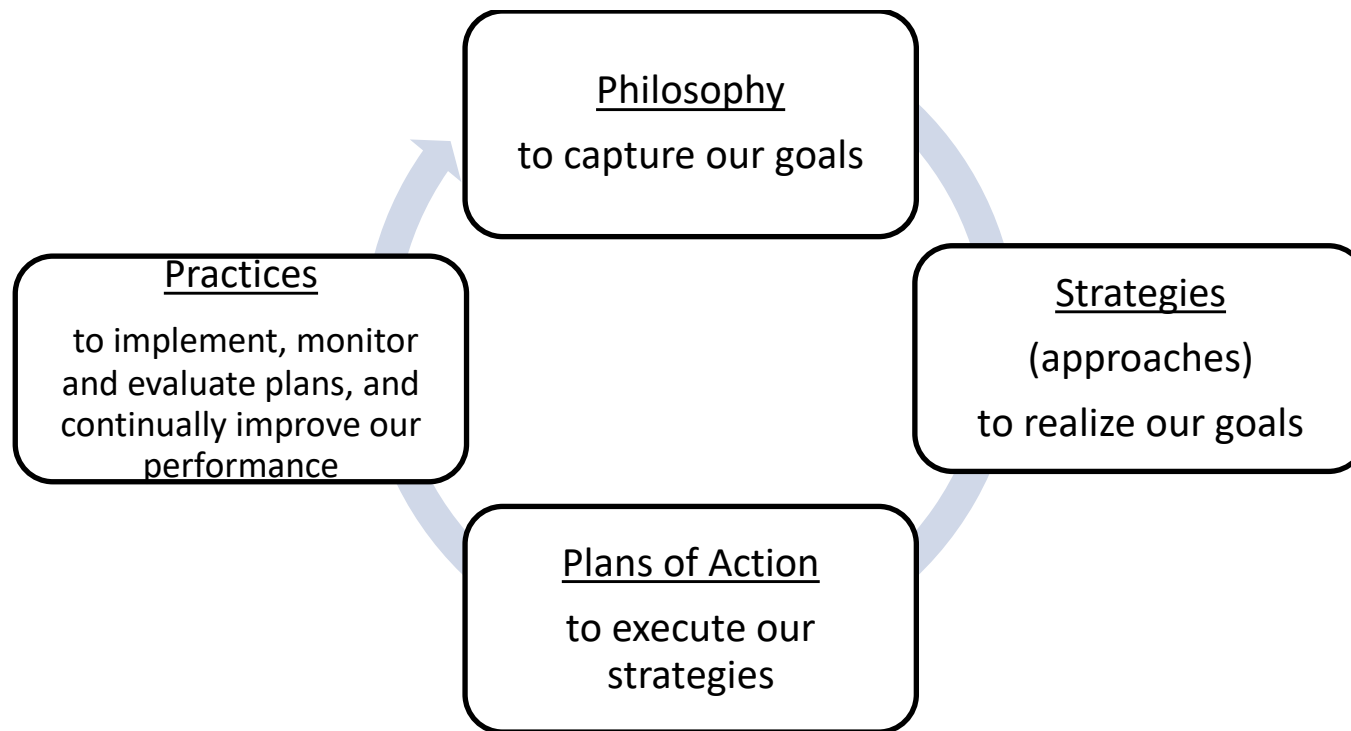 Philosophy
to capture our goals
Strategies
(approaches)
to realize our goals
Plans of Action
to execute our
strategies
Practices
to implement, monitor
and evaluate plans, and
continually improve our
performance